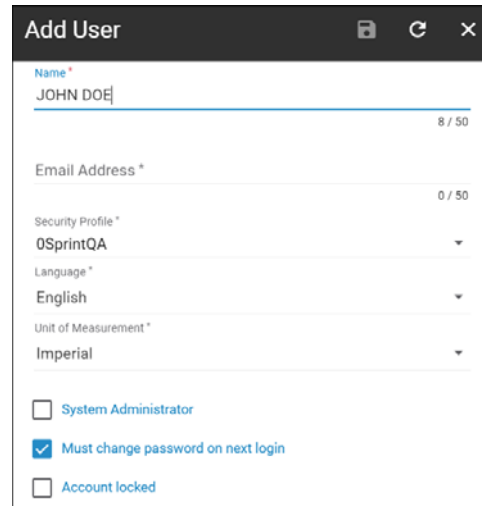 Add User
Name *
JOHN DOE
8 / 50
Email Address *
0 / 50
Security Profile *
0SprintQA
Language *
English
Unit of Measurement *
Imperial
System Administrator
Must change password on next login
Account locked